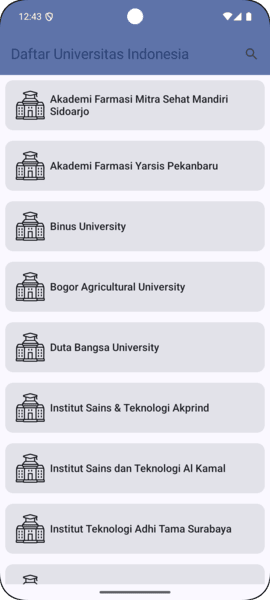 12:43
Daftar Universitas Indonesia
Akademi Farmasi Mitra Sehat Mandiri
Sidoarjo
Akademi Farmasi Yarsis Pekanbaru
Binus University
Bogor Agricultural University
Duta Bangsa University
Institut Sains & Teknologi Akprind
Institut Sains dan Teknologi Al Kamal
Institut Teknologi Adhi Tama Surabaya